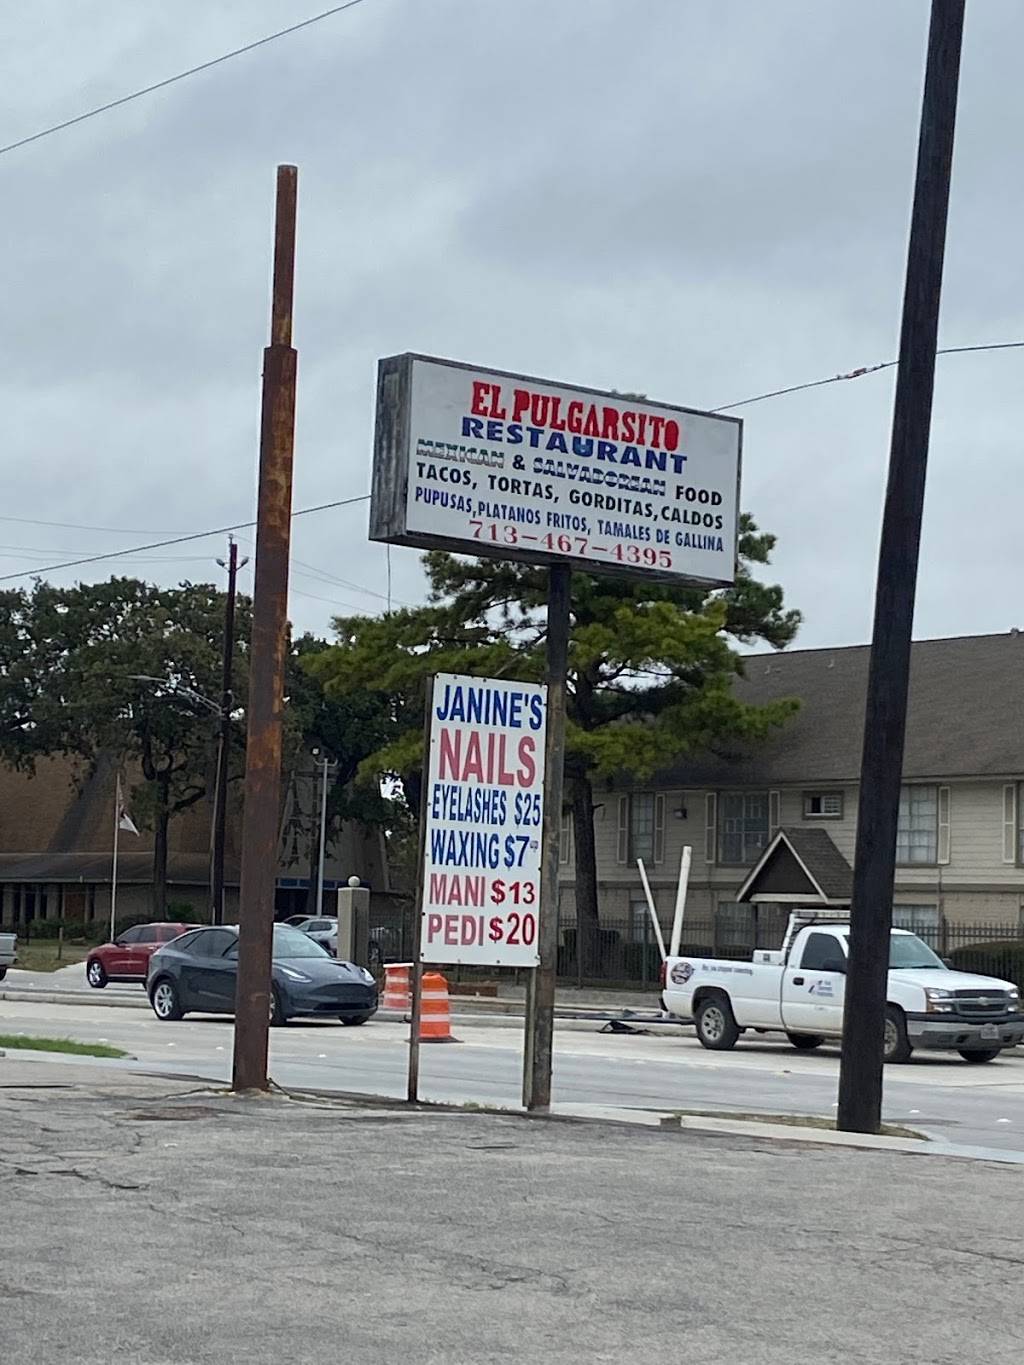 EL PULGARSITO
RESTAURANT
MEXICAN & SALVADOREAN FOOD
TACOS, TORTAS, GORDITAS, CALDOS
PUPUSAS, PLATANOS FRITOS, TAMALES DE GALLINA
713-467-4395
JANINE'S
NAILS
EYELASHES $25
WAXING $7 up
MANI $13
PEDI $20